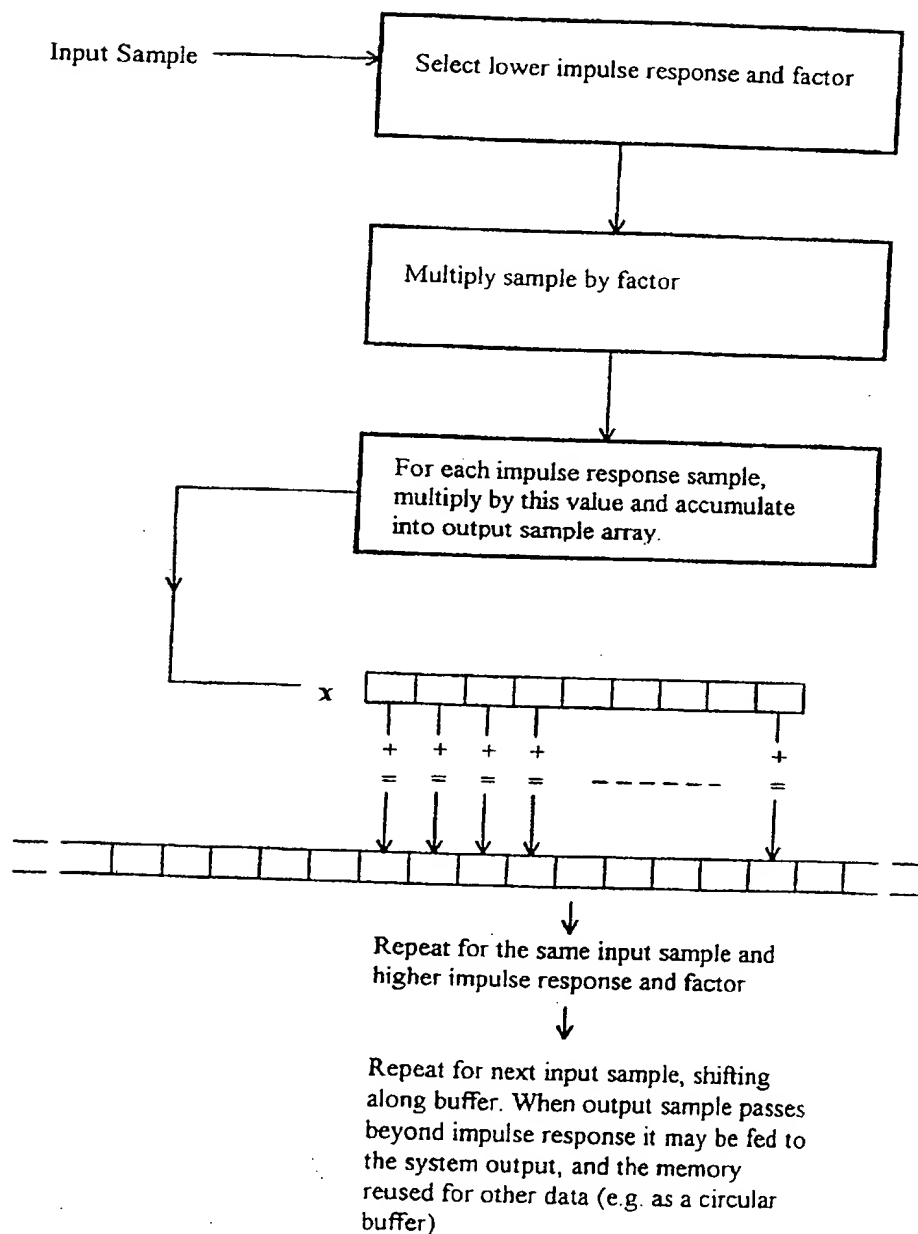 Input Sample
Select lower impulse response and factor
Multiply sample by factor
For each impulse response sample,
multiply by this value and accumulate
into output sample array.
x
+ + + + +
= = = = ------ =
Repeat for the same input sample and
higher impulse response and factor
Repeat for next input sample, shifting
along buffer. When output sample passes
beyond impulse response it may be fed to
the system output, and the memory
reused for other data (e.g. as a circular
buffer)